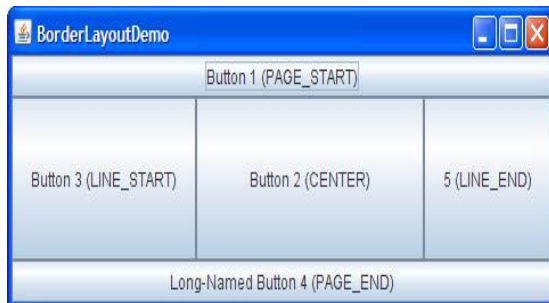 BorderLayoutDemo
Button 1 (PAGE_START)
Button 3 (LINE_START)
Button 2 (CENTER)
5 (LINE_END)
Long-Named Button 4 (PAGE_END)